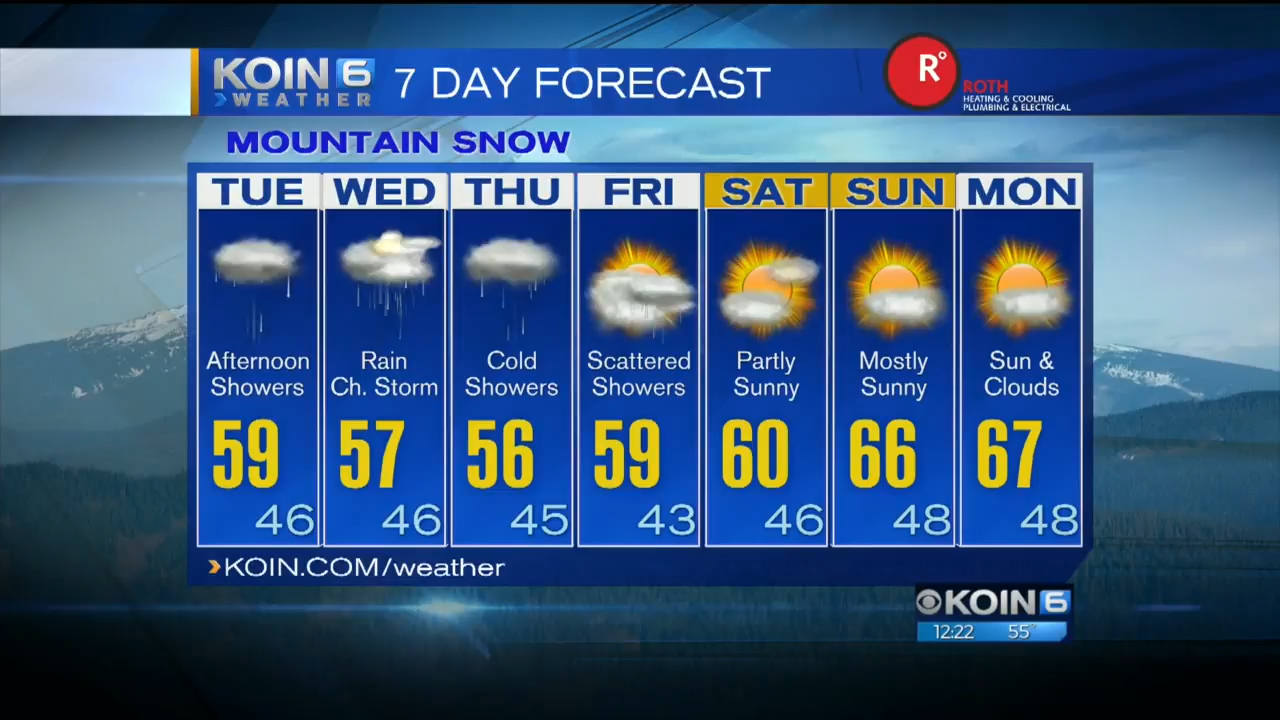 KOIN 6
WEATHER
7 DAY FORECAST
R°
ROTH
HEATING & COOLING
PLUMBING & ELECTRICAL
MOUNTAIN SNOW
TUE WED THU FRI SAT SUN MON
Afternoon Rain Cold Scattered Partly Mostly Sun &
Showers Ch. Storm Showers Showers Sunny Sunny Clouds
59 57 56 59 60 66 67
46 46 45 43 46 48 48
KOIN.COM/weather
KOIN 6
12:22 55°